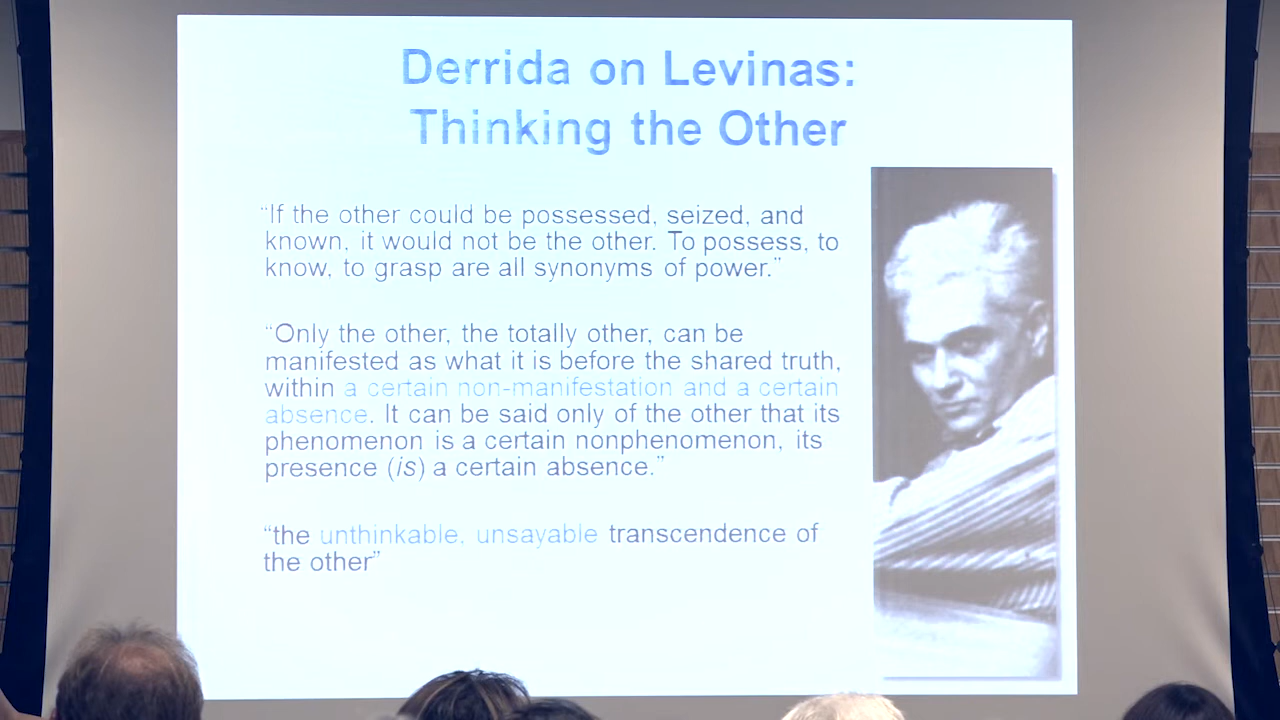 Derrida on Levinas:
Thinking the Other
“If the other could be possessed, seized, and
known, it would not be the other. To possess, to
know, to grasp are all synonyms of power.”
“Only the other, the totally other, can be
manifested as what it is before the shared truth,
within a certain non-manifestation and a certain
absence. It can be said only of the other that its
phenomenon is a certain nonphenomenon, its
presence (is) a certain absence.”
“the unthinkable, unsayable transcendence of
the other”